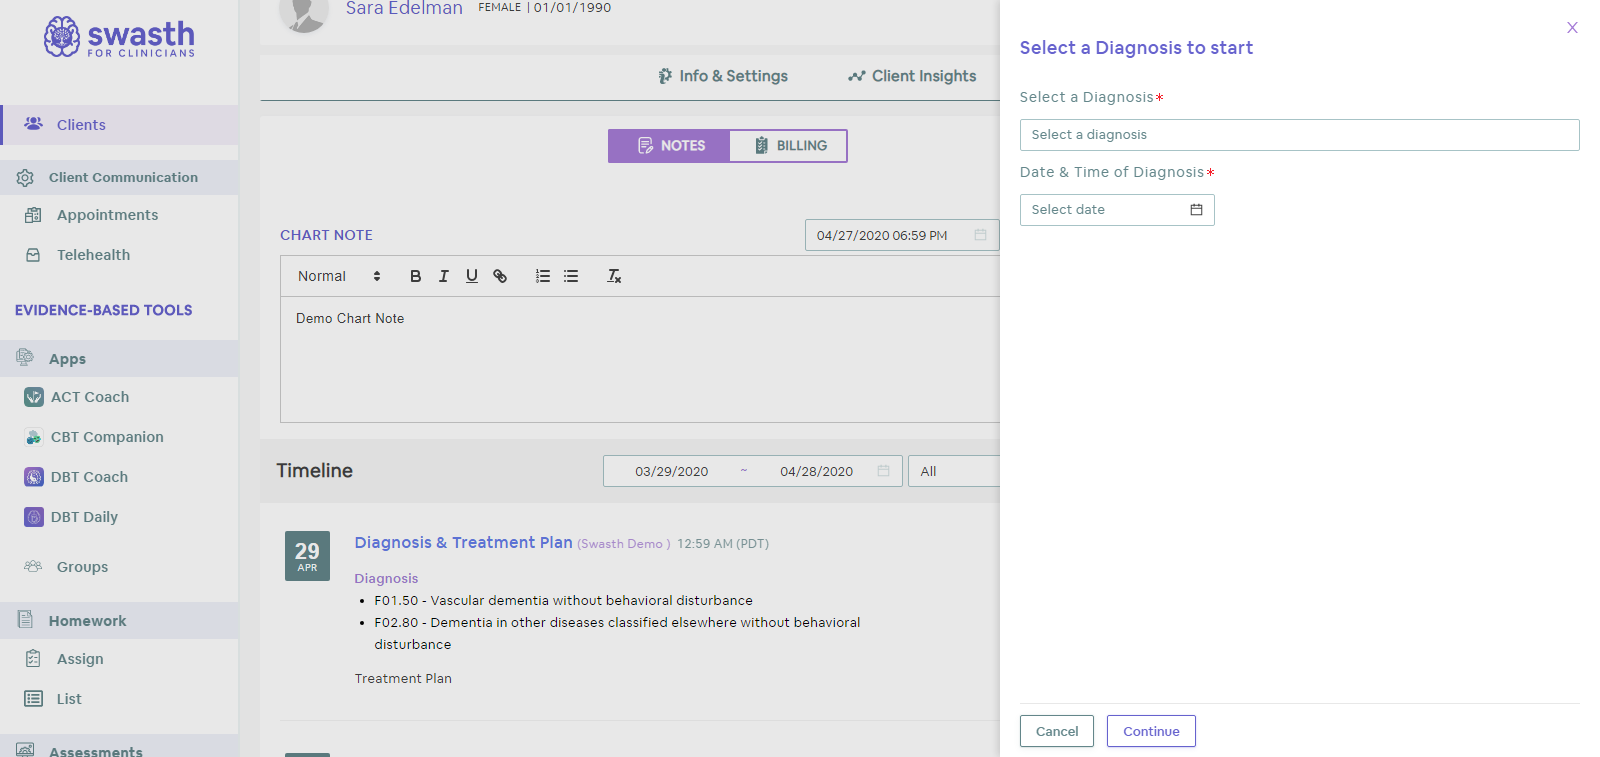 swasth
FOR CLINICIANS
Clients
Client Communication
Appointments
Telehealth
EVIDENCE-BASED TOOLS
Apps
ACT Coach
CBT Companion
DBT Coach
DBT Daily
Groups
Homework
Assign
List
Assessments
Sara Edelman FEMALE | 01/01/1990
Info & Settings Client Insights
NOTES BILLING
CHART NOTE 04/27/2020 06:59 PM
Normal B I U
Demo Chart Note
Timeline 03/29/2020 ~ 04/28/2020 All
29
APR
Diagnosis & Treatment Plan (Swasth Demo ) 12:59 AM (PDT)
Diagnosis
• F01.50 - Vascular dementia without behavioral disturbance
• F02.80 - Dementia in other diseases classified elsewhere without behavioral
disturbance
Treatment Plan
X
Select a Diagnosis to start
Select a Diagnosis*
Select a diagnosis
Date & Time of Diagnosis*
Select date
Cancel Continue